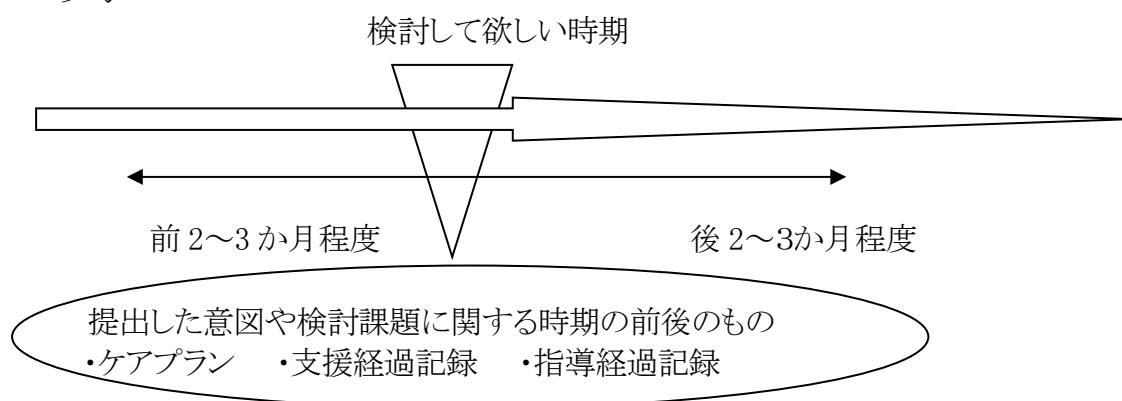 検討して欲しい時期
前 2～3 か月程度
後 2～３か月程度
提出した意図や検討課題に関する時期の前後のもの
・ケアプラン　・支援経過記録　・指導経過記録